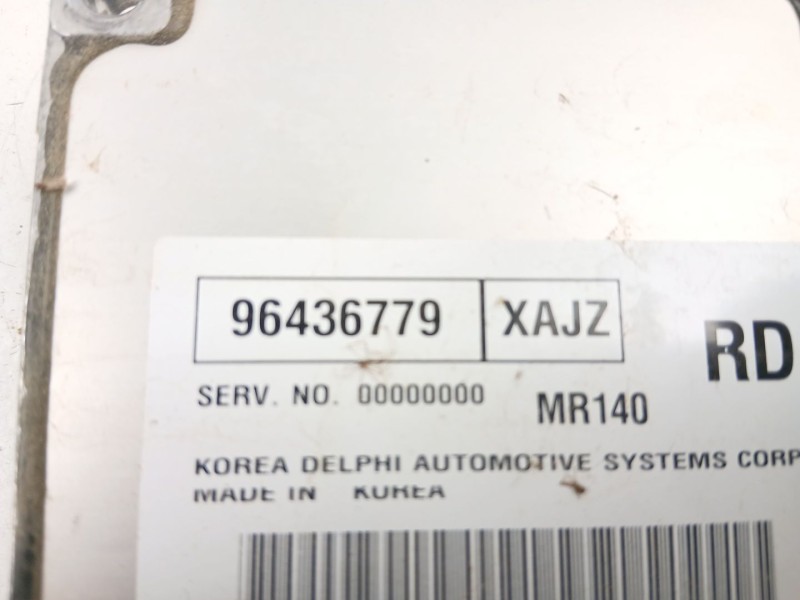 96436779 XAJZ
RD
SERV. NO. 00000000 MR140
KOREA DELPHI AUTOMOTIVE SYSTEMS CORP
MADE IN KOREA